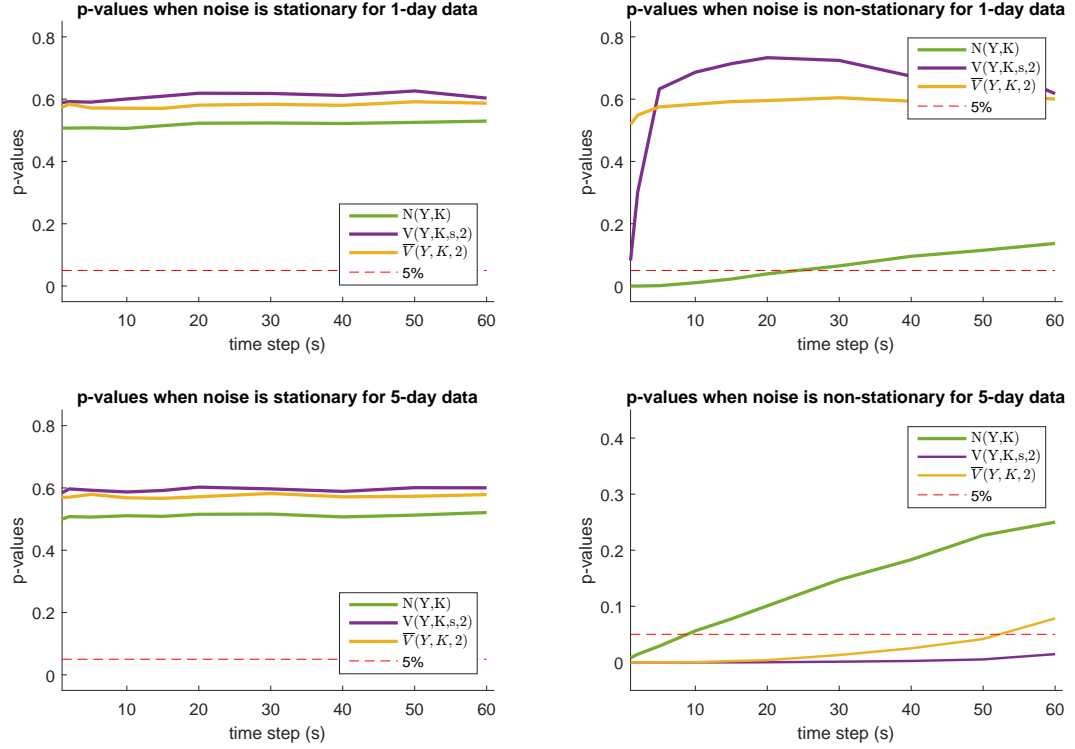 p-values when noise is stationary for 1-day data
0.8
0.6
0.4
0.2
0
p-values
N(Y,K)
V(Y,K,s,2)
V̅(Y, K, 2)
5%
10 20 30 40 50 60
time step (s)
p-values when noise is non-stationary for 1-day data
0.8
0.6
0.4
0.2
0
p-values
N(Y,K)
V(Y,K,s,2)
V̅(Y, K, 2)
5%
10 20 30 40 50 60
time step (s)
p-values when noise is stationary for 5-day data
0.8
0.6
0.4
0.2
0
p-values
N(Y,K)
V(Y,K,s,2)
V̅(Y, K, 2)
5%
10 20 30 40 50 60
time step (s)
p-values when noise is non-stationary for 5-day data
0.4
0.3
0.2
0.1
0
p-values
N(Y,K)
V(Y,K,s,2)
V̅(Y, K, 2)
5%
10 20 30 40 50 60
time step (s)